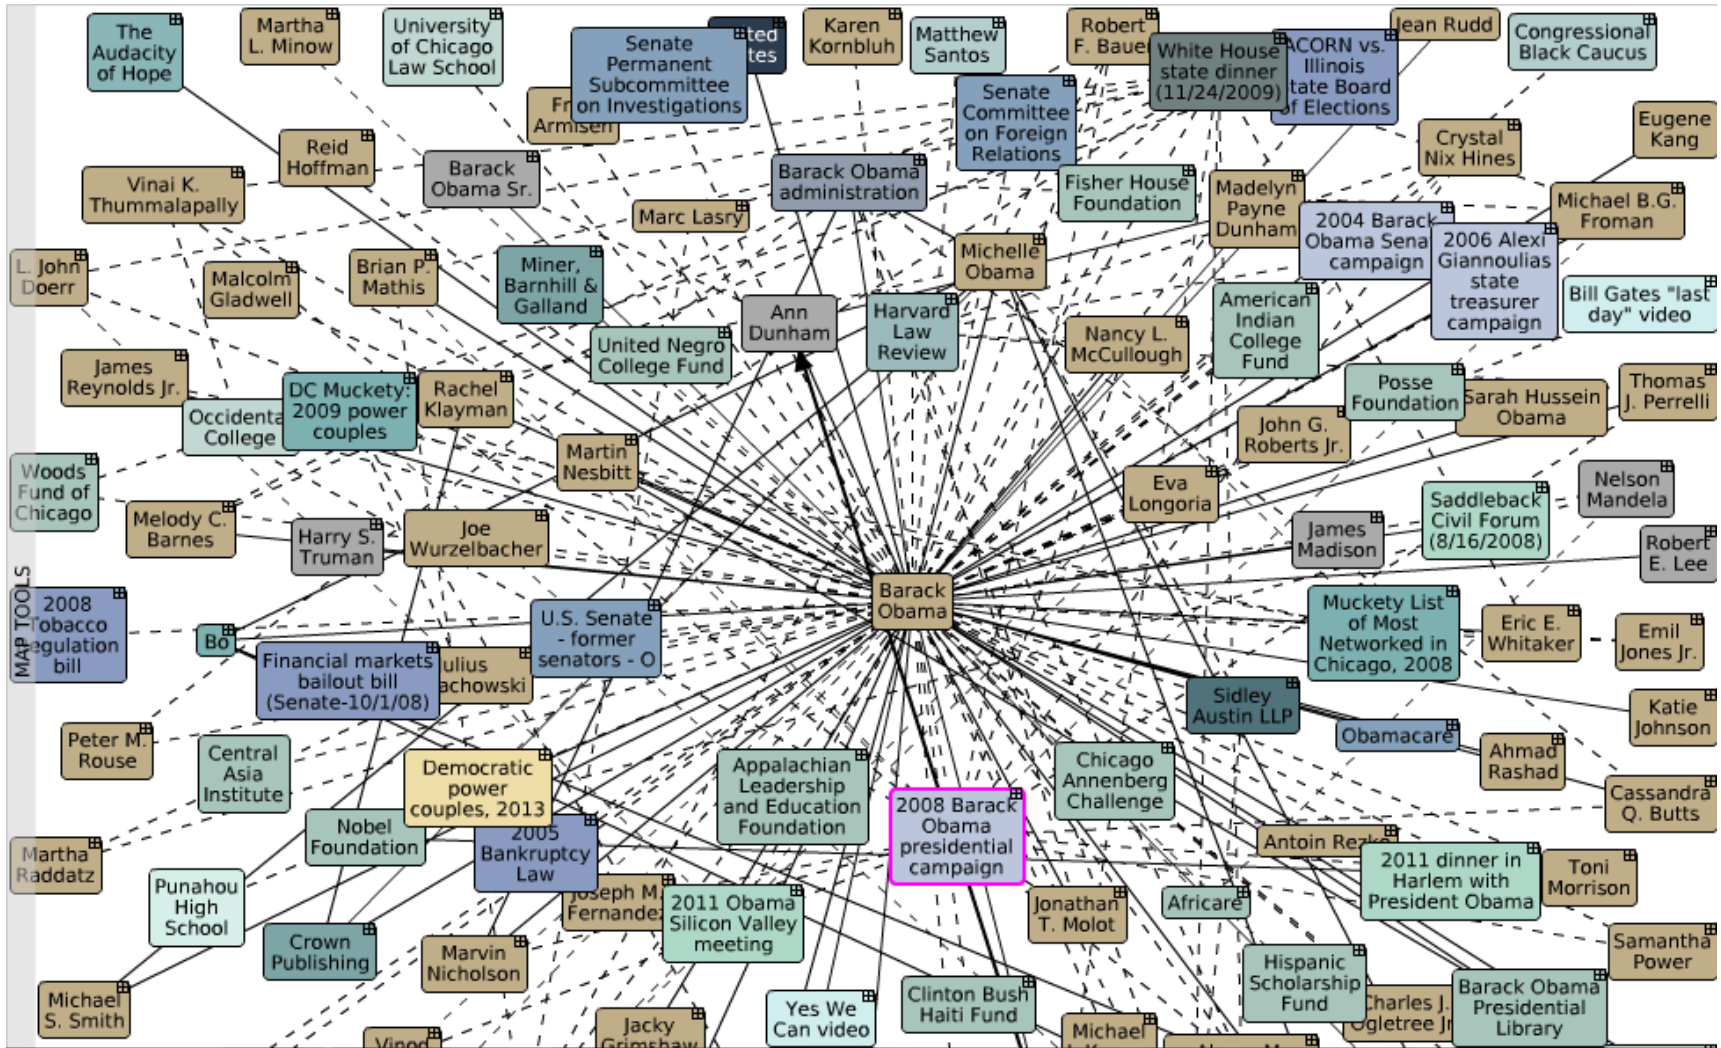 The
Audacity
of Hope
Martha
L. Minow
University
of Chicago
Law School
Senate
Permanent
Subcommittee
on Investigations
Karen
Kornbluh
Matthew
Santos
Robert
F. Bauer
White House
state dinner
(11/24/2009)
ACORN vs.
Illinois
State Board
of Elections
Jean Rudd
Congressional
Black Caucus
Armisen
Senate
Committee
on Foreign
Relations
Eugene
Kang
Crystal
Nix Hines
Reid
Hoffman
Barack
Obama Sr.
Barack Obama
administration
Fisher House
Foundation
Madelyn
Payne
Dunham
Michael B.G.
Froman
Vinai K.
Thummalapally
Marc Lasry
2004 Barack
Obama Senate
campaign
2006 Alexi
Giannoulias
state
treasurer
campaign
Michelle
Obama
L. John
Doerr
Malcolm
Gladwell
Brian P.
Mathis
Miner,
Barnhill &
Galland
Ann
Dunham
Harvard
Law
Review
American
Indian
College
Fund
Bill Gates "last
day" video
United Negro
College Fund
Nancy L.
McCullough
James
Reynolds Jr.
Occidental
College
DC Muckety:
2009 power
couples
Rachel
Klayman
Posse
Foundation
Sarah Hussein
Obama
Thomas
J. Perrelli
John G.
Roberts Jr.
Martin
Nesbitt
Woods
Fund of
Chicago
Eva
Longoria
Saddleback
Civil Forum
(8/16/2008)
Nelson
Mandela
Melody C.
Barnes
Harry S.
Truman
Joe
Wurzelbacher
James
Madison
Robert
E. Lee
MAP TOOLS
2008
Tobacco
regulation
bill
Bo
U.S. Senate
- former
senators - O
Barack
Obama
Muckety List
of Most
Networked in
Chicago, 2008
Eric E.
Whitaker
Emil
Jones Jr.
Financial markets
bailout bill
(Senate-10/1/08)
Sidley
Austin LLP
Obamacare
Katie
Johnson
Peter M.
Rouse
Central
Asia
Institute
Democratic
power
couples, 2013
Appalachian
Leadership
and Education
Foundation
Chicago
Annenberg
Challenge
Ahmad
Rashad
Cassandra
Q. Butts
2008 Barack
Obama
presidential
campaign
Nobel
Foundation
2005
Bankruptcy
Law
Antoin Rezko
Martha
Raddatz
2011 dinner in
Harlem with
President Obama
Toni
Morrison
Punahou
High
School
Joseph M.
Fernandez
2011 Obama
Silicon Valley
meeting
Jonathan
T. Molot
Africare
Crown
Publishing
Marvin
Nicholson
Samantha
Power
Michael
S. Smith
Yes We
Can video
Clinton Bush
Haiti Fund
Hispanic
Scholarship
Fund
Charles J.
Ogletree Jr
Barack Obama
Presidential
Library
Vinod
Jacky
Grimshaw
Michael